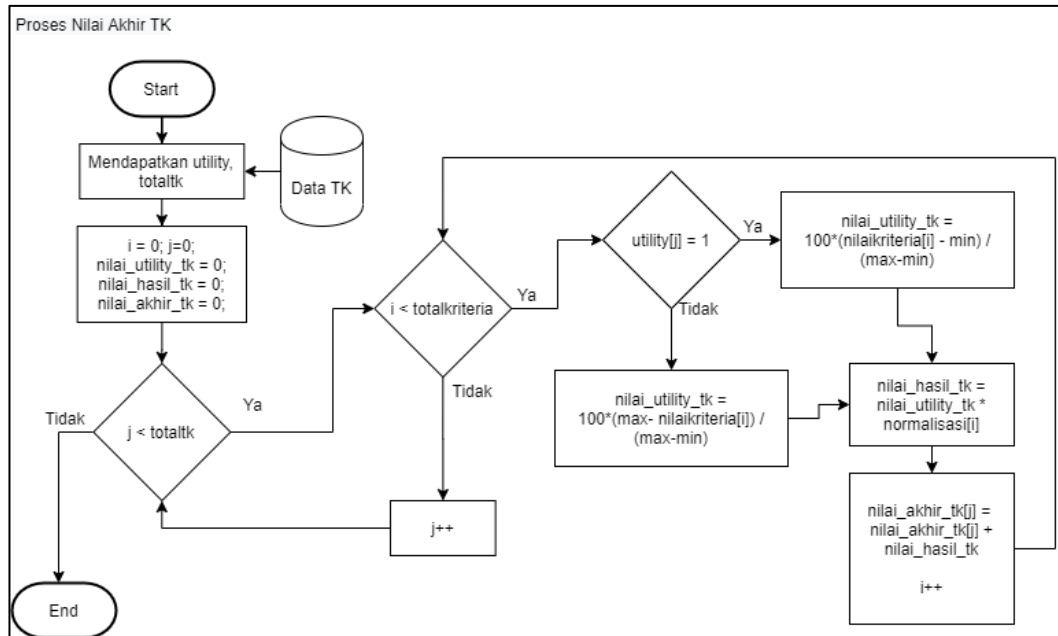 Proses Nilai Akhir TK
Start
Mendapatkan utility,
totaltk
Data TK
i = 0; j=0;
nilai_utility_tk = 0;
nilai_hasil_tk = 0;
nilai_akhir_tk = 0;
j < totaltk
Tidak
Ya
End
i < totalkriteria
Ya
Tidak
j++
utility[j] = 1
Ya
Tidak
nilai_utility_tk =
100*(nilaikriteria[i] - min) /
(max-min)
nilai_utility_tk =
100*(max- nilaikriteria[i]) /
(max-min)
nilai_hasil_tk =
nilai_utility_tk *
normalisasi[i]
nilai_akhir_tk[j] =
nilai_akhir_tk[j] +
nilai_hasil_tk
i++